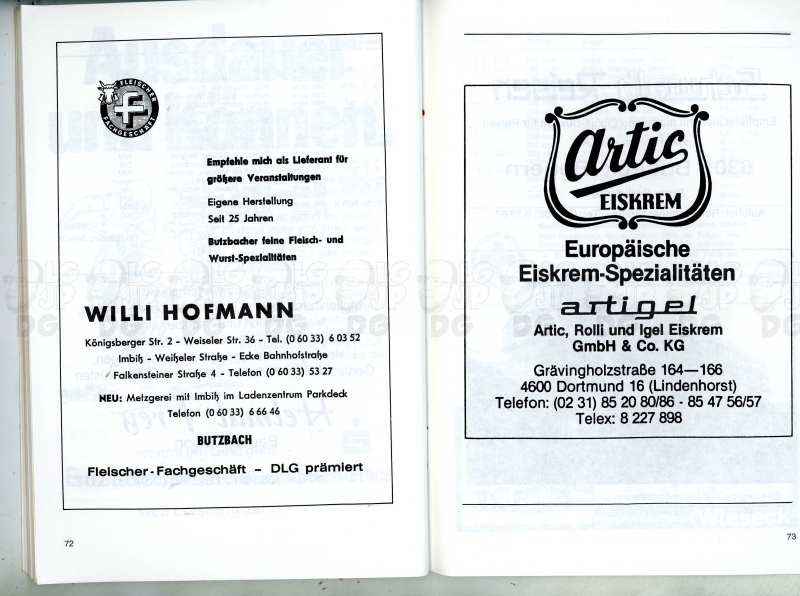 FLEISCHER
F
FACHGESCHÄFT
Empfehle mich als Lieferant für
größere Veranstaltungen
Eigene Herstellung
Seit 25 Jahren
Butzbacher feine Fleisch- und
Wurst-Spezialitäten
WILLI HOFMANN
Königsberger Str. 2 - Weiseler Str. 36 - Tel. (0 60 33) 6 03 52
Imbiß - Weißeler Straße - Ecke Bahnhofstraße
Falkensteiner Straße 4 - Telefon (0 60 33) 53 27
NEU: Metzgerei mit Imbiß im Ladenzentrum Parkdeck
Telefon (0 60 33) 6 66 46
BUTZBACH
Fleischer-Fachgeschäft – DLG prämiert
72
Artic
EISKREM
Europäische
Eiskrem-Spezialitäten
artigel
Artic, Rolli und Igel Eiskrem
GmbH & Co. KG
Grävingholzstraße 164—166
4600 Dortmund 16 (Lindenhorst)
Telefon: (02 31) 85 20 80/86 - 85 47 56/57
Telex: 8 227 898
73